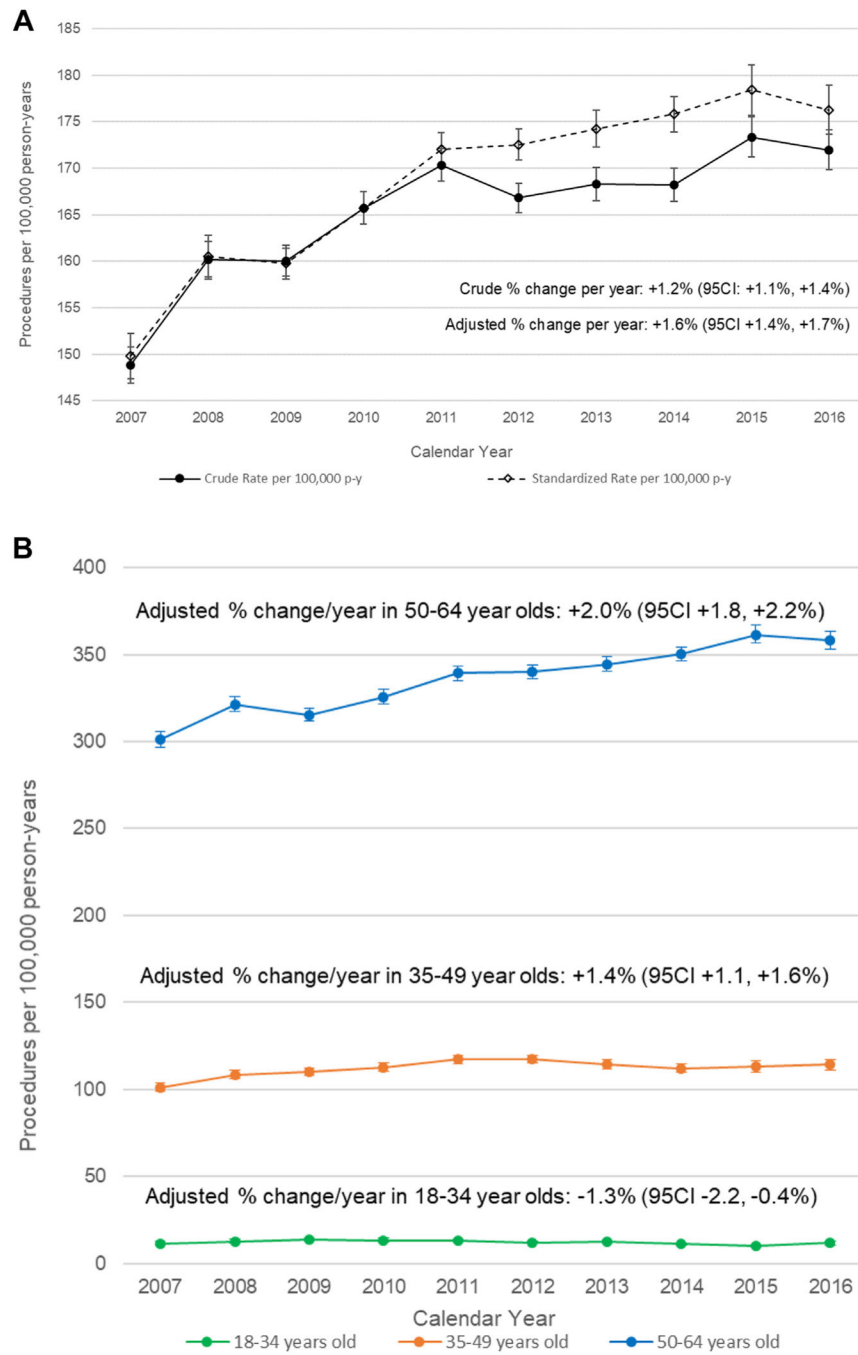 A
Procedures per 100,000 person-years
185
180
175
170
165
160
155
150
145
Crude % change per year: +1.2% (95CI: +1.1%, +1.4%)
Adjusted % change per year: +1.6% (95CI +1.4%, +1.7%)
2007 2008 2009 2010 2011 2012 2013 2014 2015 2016
Calendar Year
Crude Rate per 100,000 p-y Standardized Rate per 100,000 p-y
B
Procedures per 100,000 person-years
400
Adjusted % change/year in 50-64 year olds: +2.0% (95CI +1.8, +2.2%)
350
300
250
200
150
Adjusted % change/year in 35-49 year olds: +1.4% (95CI +1.1, +1.6%)
100
50
Adjusted % change/year in 18-34 year olds: -1.3% (95CI -2.2, -0.4%)
0
2007 2008 2009 2010 2011 2012 2013 2014 2015 2016
Calendar Year
18-34 years old 35-49 years old 50-64 years old